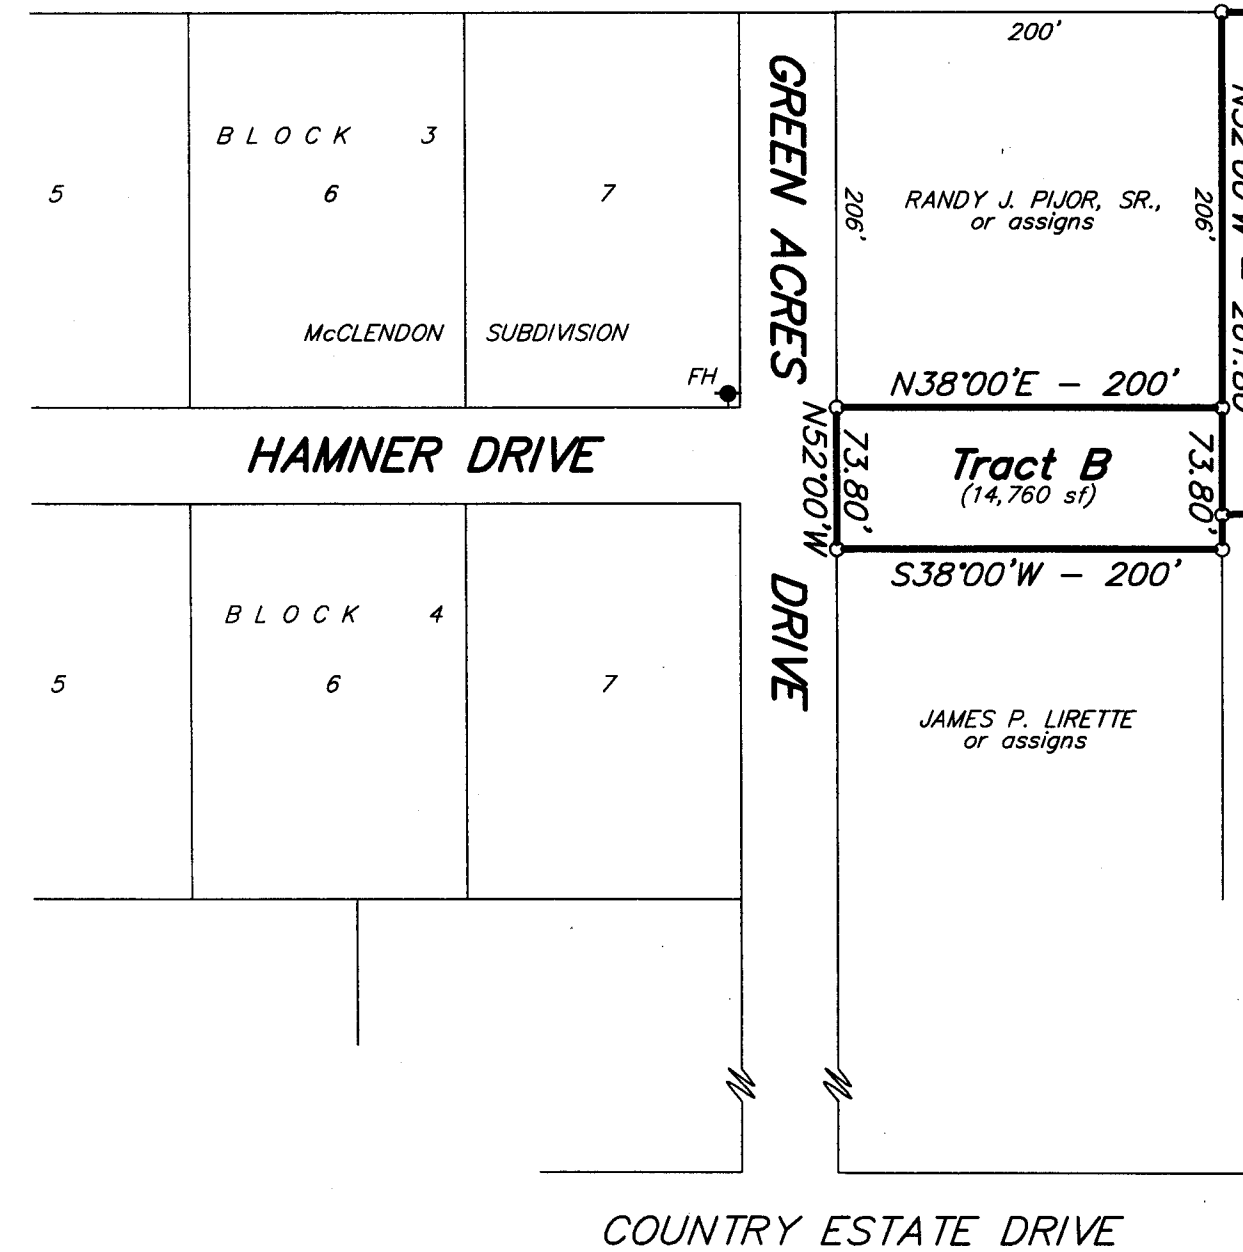 200'
BLOCK 3
5
6
7
GREEN ACRES DRIVE
206'
RANDY J. PIJOR, SR.,
or assigns
206'
McCLENDON SUBDIVISION
FH
N38°00'E - 200'
HAMNER DRIVE
N52°00'W
73.80'
Tract B
(14,760 sf)
73.80'
S38°00'W - 200'
BLOCK 4
5
6
7
JAMES P. LIRETTE
or assigns
COUNTRY ESTATE DRIVE